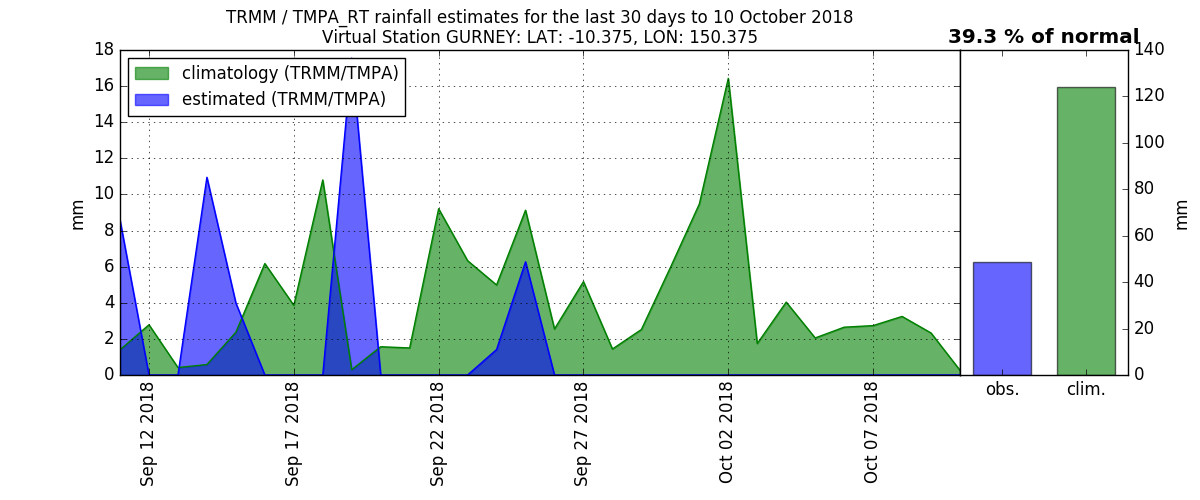 TRMM / TMPA_RT rainfall estimates for the last 30 days to 10 October 2018
Virtual Station GURNEY: LAT: -10.375, LON: 150.375
39.3 % of normal
climatology (TRMM/TMPA)
estimated (TRMM/TMPA)
mm
18
16
14
12
10
8
6
4
2
0
Sep 12 2018
Sep 17 2018
Sep 22 2018
Sep 27 2018
Oct 02 2018
Oct 07 2018
140
120
100
80
60
40
20
0
mm
obs.
clim.